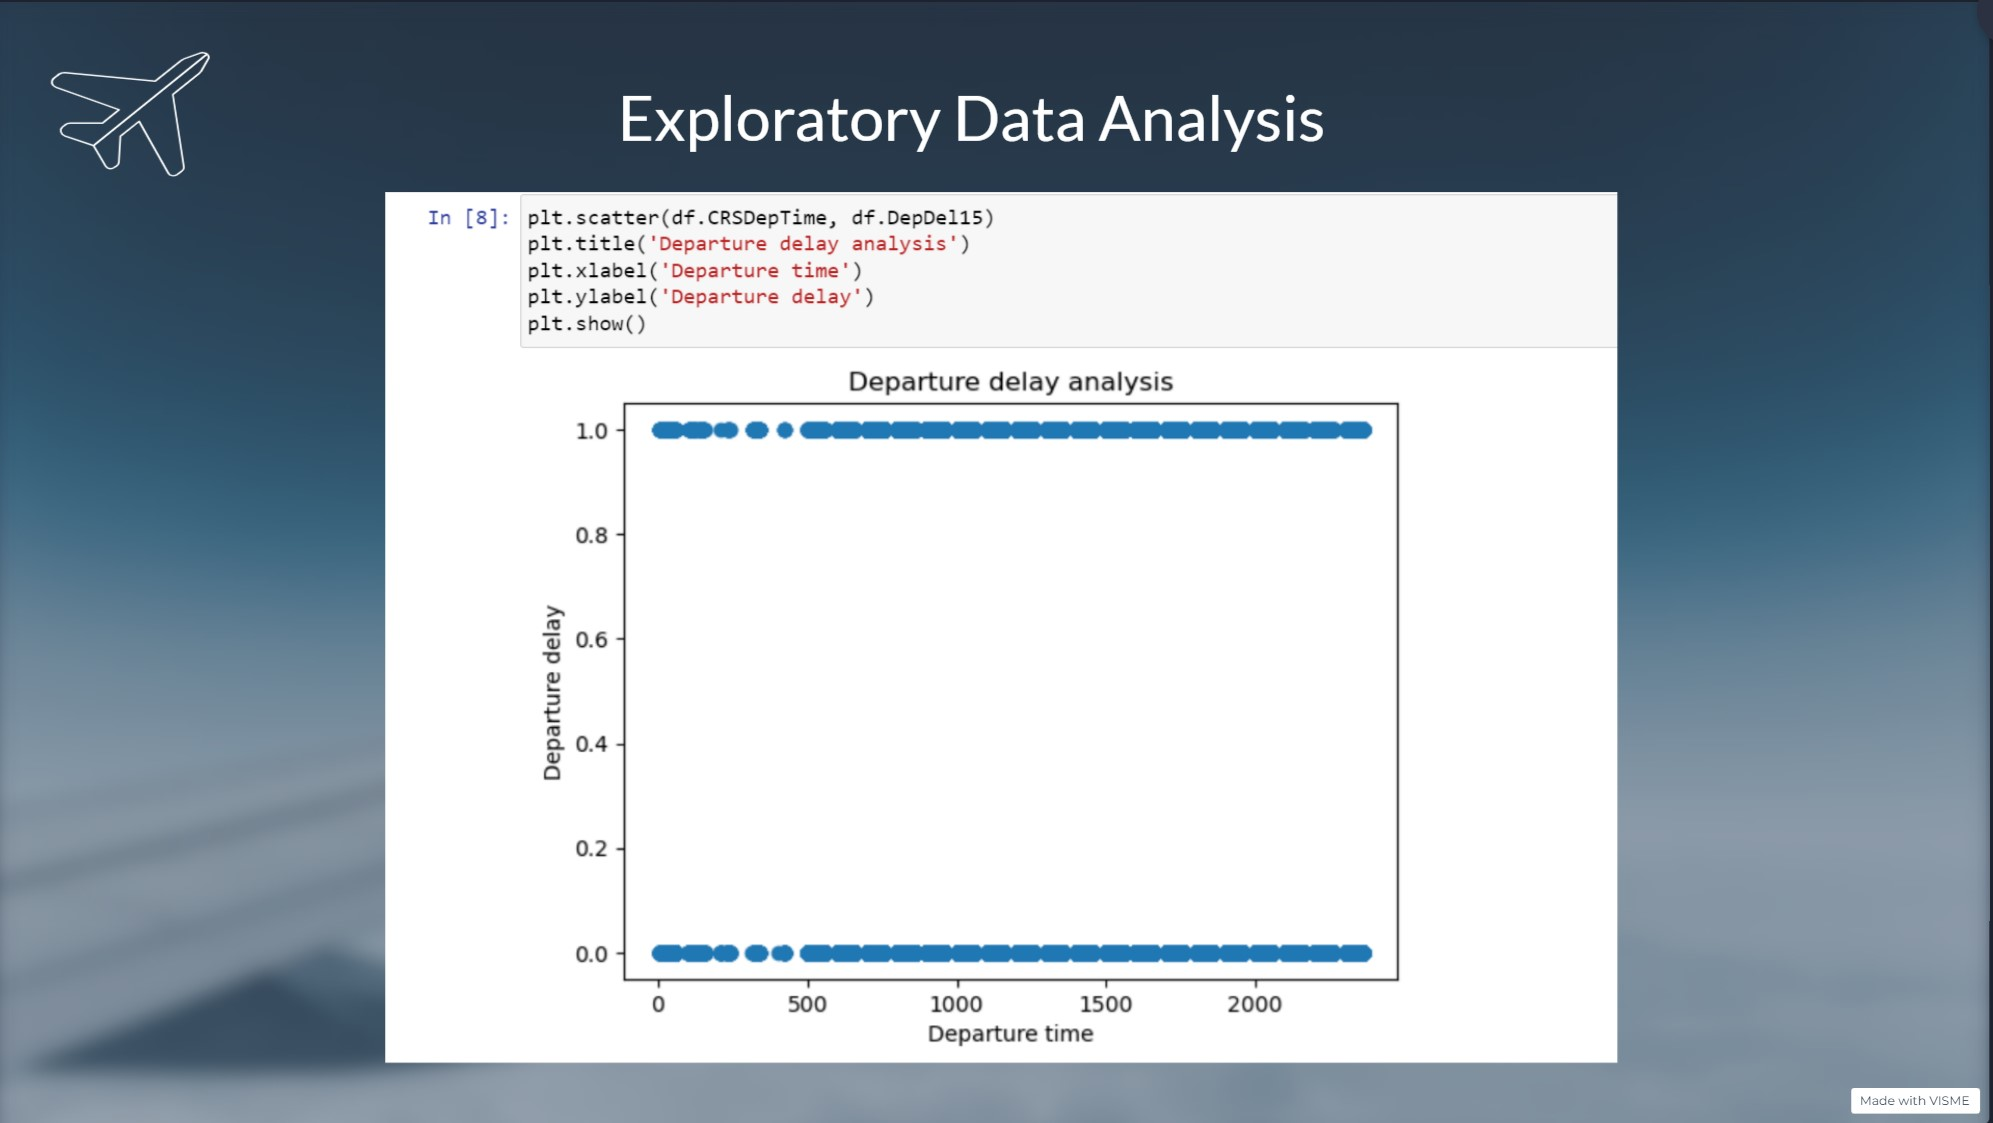 Exploratory Data Analysis
In [8]:
plt.scatter(df.CRSDepTime, df.DepDel15)
plt.title('Departure delay analysis')
plt.xlabel('Departure time')
plt.ylabel('Departure delay')
plt.show()
Departure delay analysis
1.0
0.8
0.6
0.4
0.2
0.0
Departure delay
0 500 1000 1500 2000
Departure time
Made with VISME